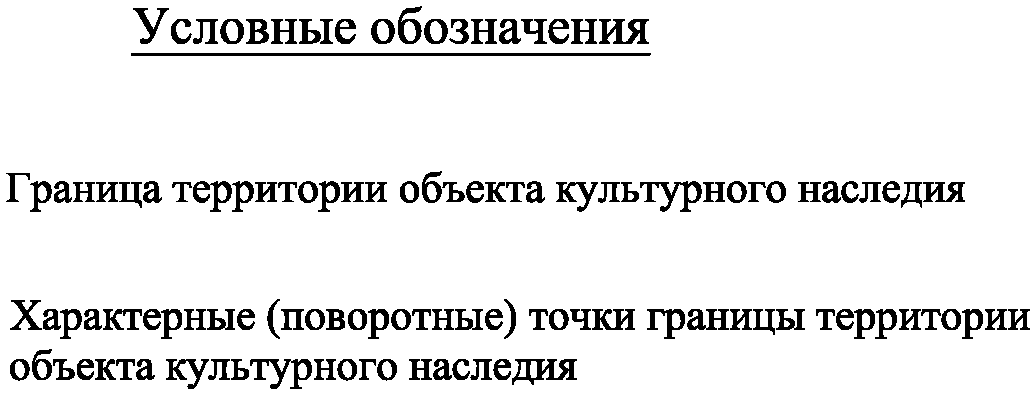 Условные обозначения
Граница территории объекта культурного наследия
Характерные (поворотные) точки границы территории
объекта культурного наследия